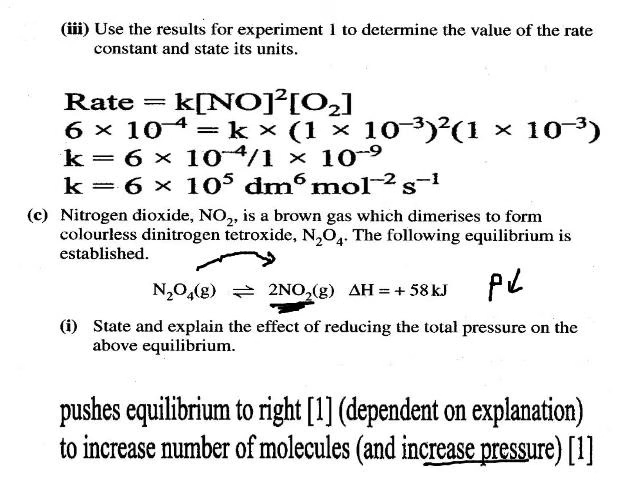 (iii) Use the results for experiment 1 to determine the value of the rate
constant and state its units.
Rate = k[NO]²[O₂]
6 × 10⁻⁴ = k × (1 × 10⁻³)²(1 × 10⁻³)
k = 6 × 10⁻⁴/1 × 10⁻⁹
k = 6 × 10⁵ dm⁶ mol⁻² s⁻¹
(c) Nitrogen dioxide, NO₂, is a brown gas which dimerises to form
colourless dinitrogen tetroxide, N₂O₄. The following equilibrium is
established.
N₂O₄(g) ⇌ 2NO₂(g) ΔH = + 58 kJ P↓
(i) State and explain the effect of reducing the total pressure on the
above equilibrium.
pushes equilibrium to right [1] (dependent on explanation)
to increase number of molecules (and increase pressure) [1]